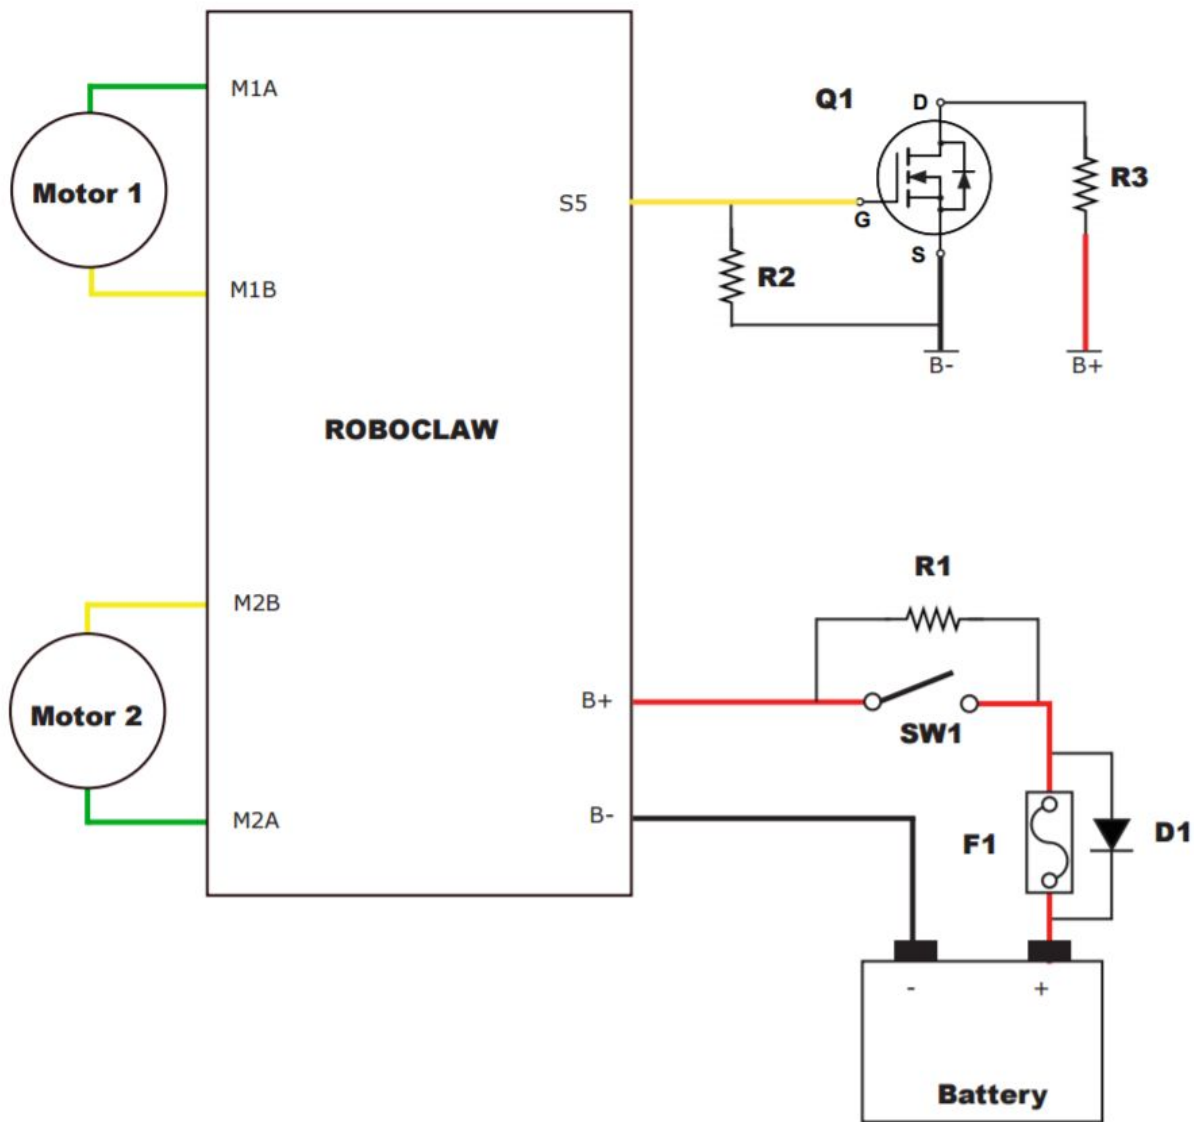 M1A
Motor 1
M1B
Q1
D
R3
S5
G
S
R2
B-
B+
ROBOCLAW
R1
M2B
Motor 2
B+
SW1
M2A
B-
F1
D1
-
+
Battery